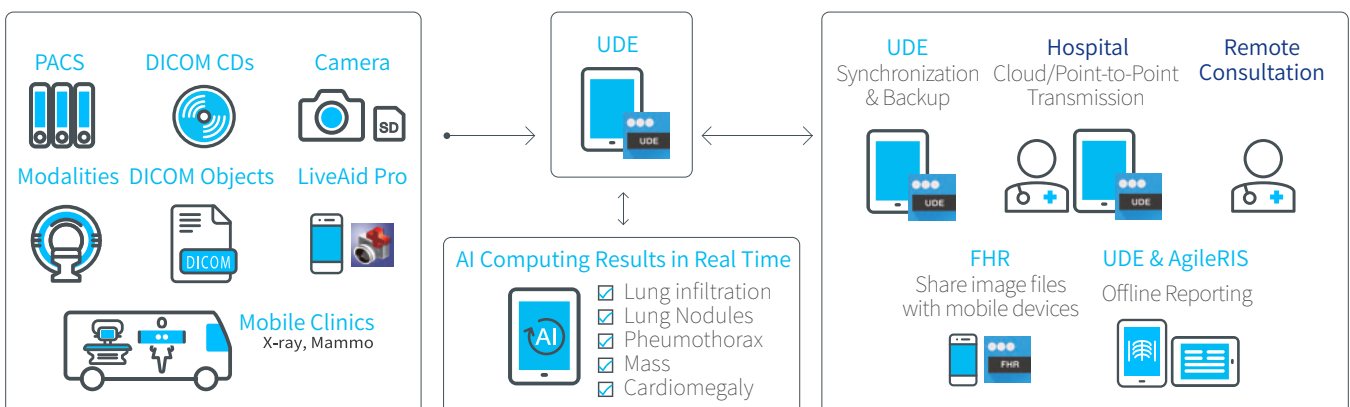 PACS
DICOM CDs
Camera
SD
Modalities
DICOM Objects
LiveAid Pro
DICOM
Mobile Clinics
X-ray, Mammo
UDE
UDE
AI Computing Results in Real Time
AI
Lung infiltration
Lung Nodules
Pheumothorax
Mass
Cardiomegaly
UDE
Synchronization
& Backup
UDE
Hospital
Cloud/Point-to-Point
Transmission
UDE
Remote
Consultation
FHR
Share image files
with mobile devices
FHR
UDE & AgileRIS
Offline Reporting